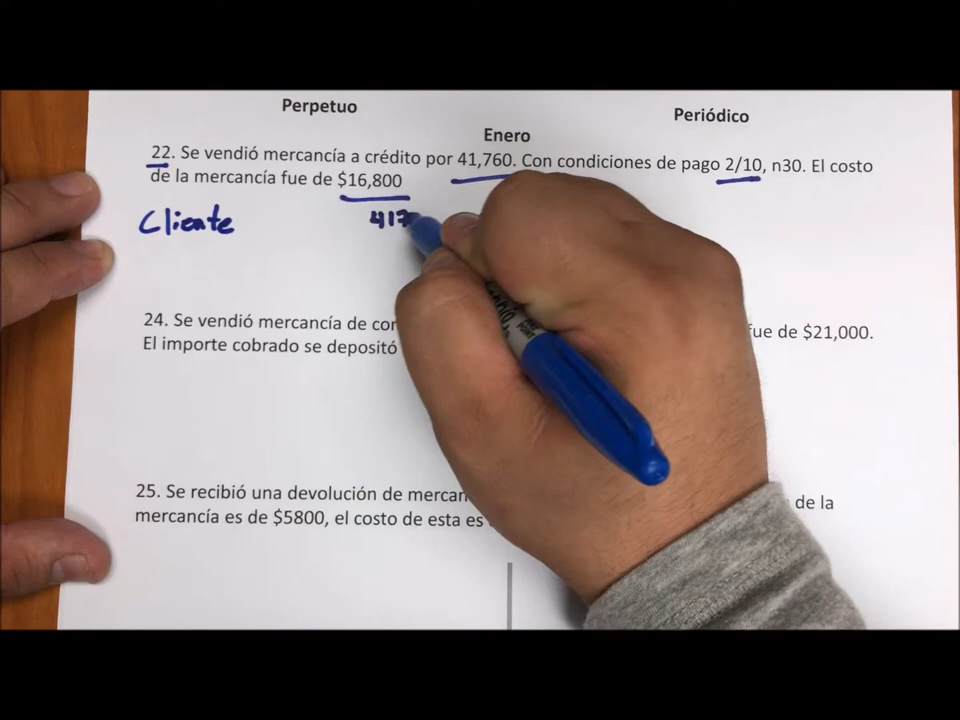 Perpetuo Periódico
Enero
22. Se vendió mercancía a crédito por 41,760. Con condiciones de pago 2/10, n30. El costo
de la mercancía fue de $16,800
Cliente 417
24. Se vendió mercancía de fue de $21,000.
El importe cobrado se depositó
25. Se recibió una devolución de de la
mercancía es de $5800, el costo de esta es